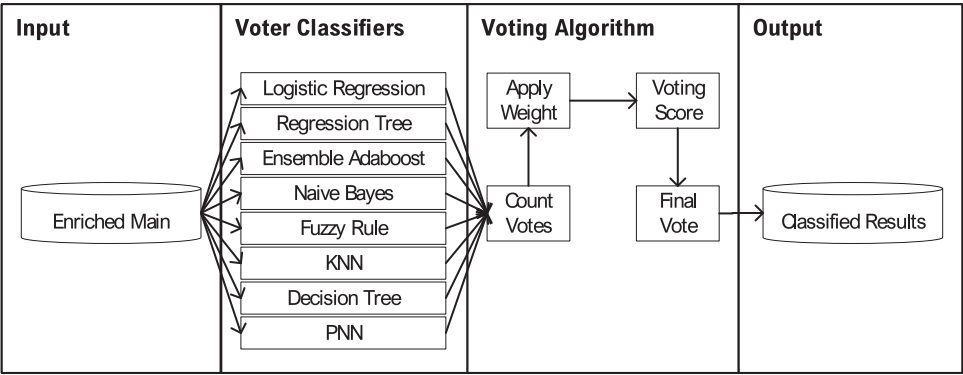 Input
Voter Classifiers
Voting Algorithm
Output
Enriched Main
Logistic Regression
Regression Tree
Ensemble Adaboost
Naive Bayes
Fuzzy Rule
KNN
Decision Tree
PNN
Apply
Weight
Voting
Score
Count
Votes
Final
Vote
Classified Results